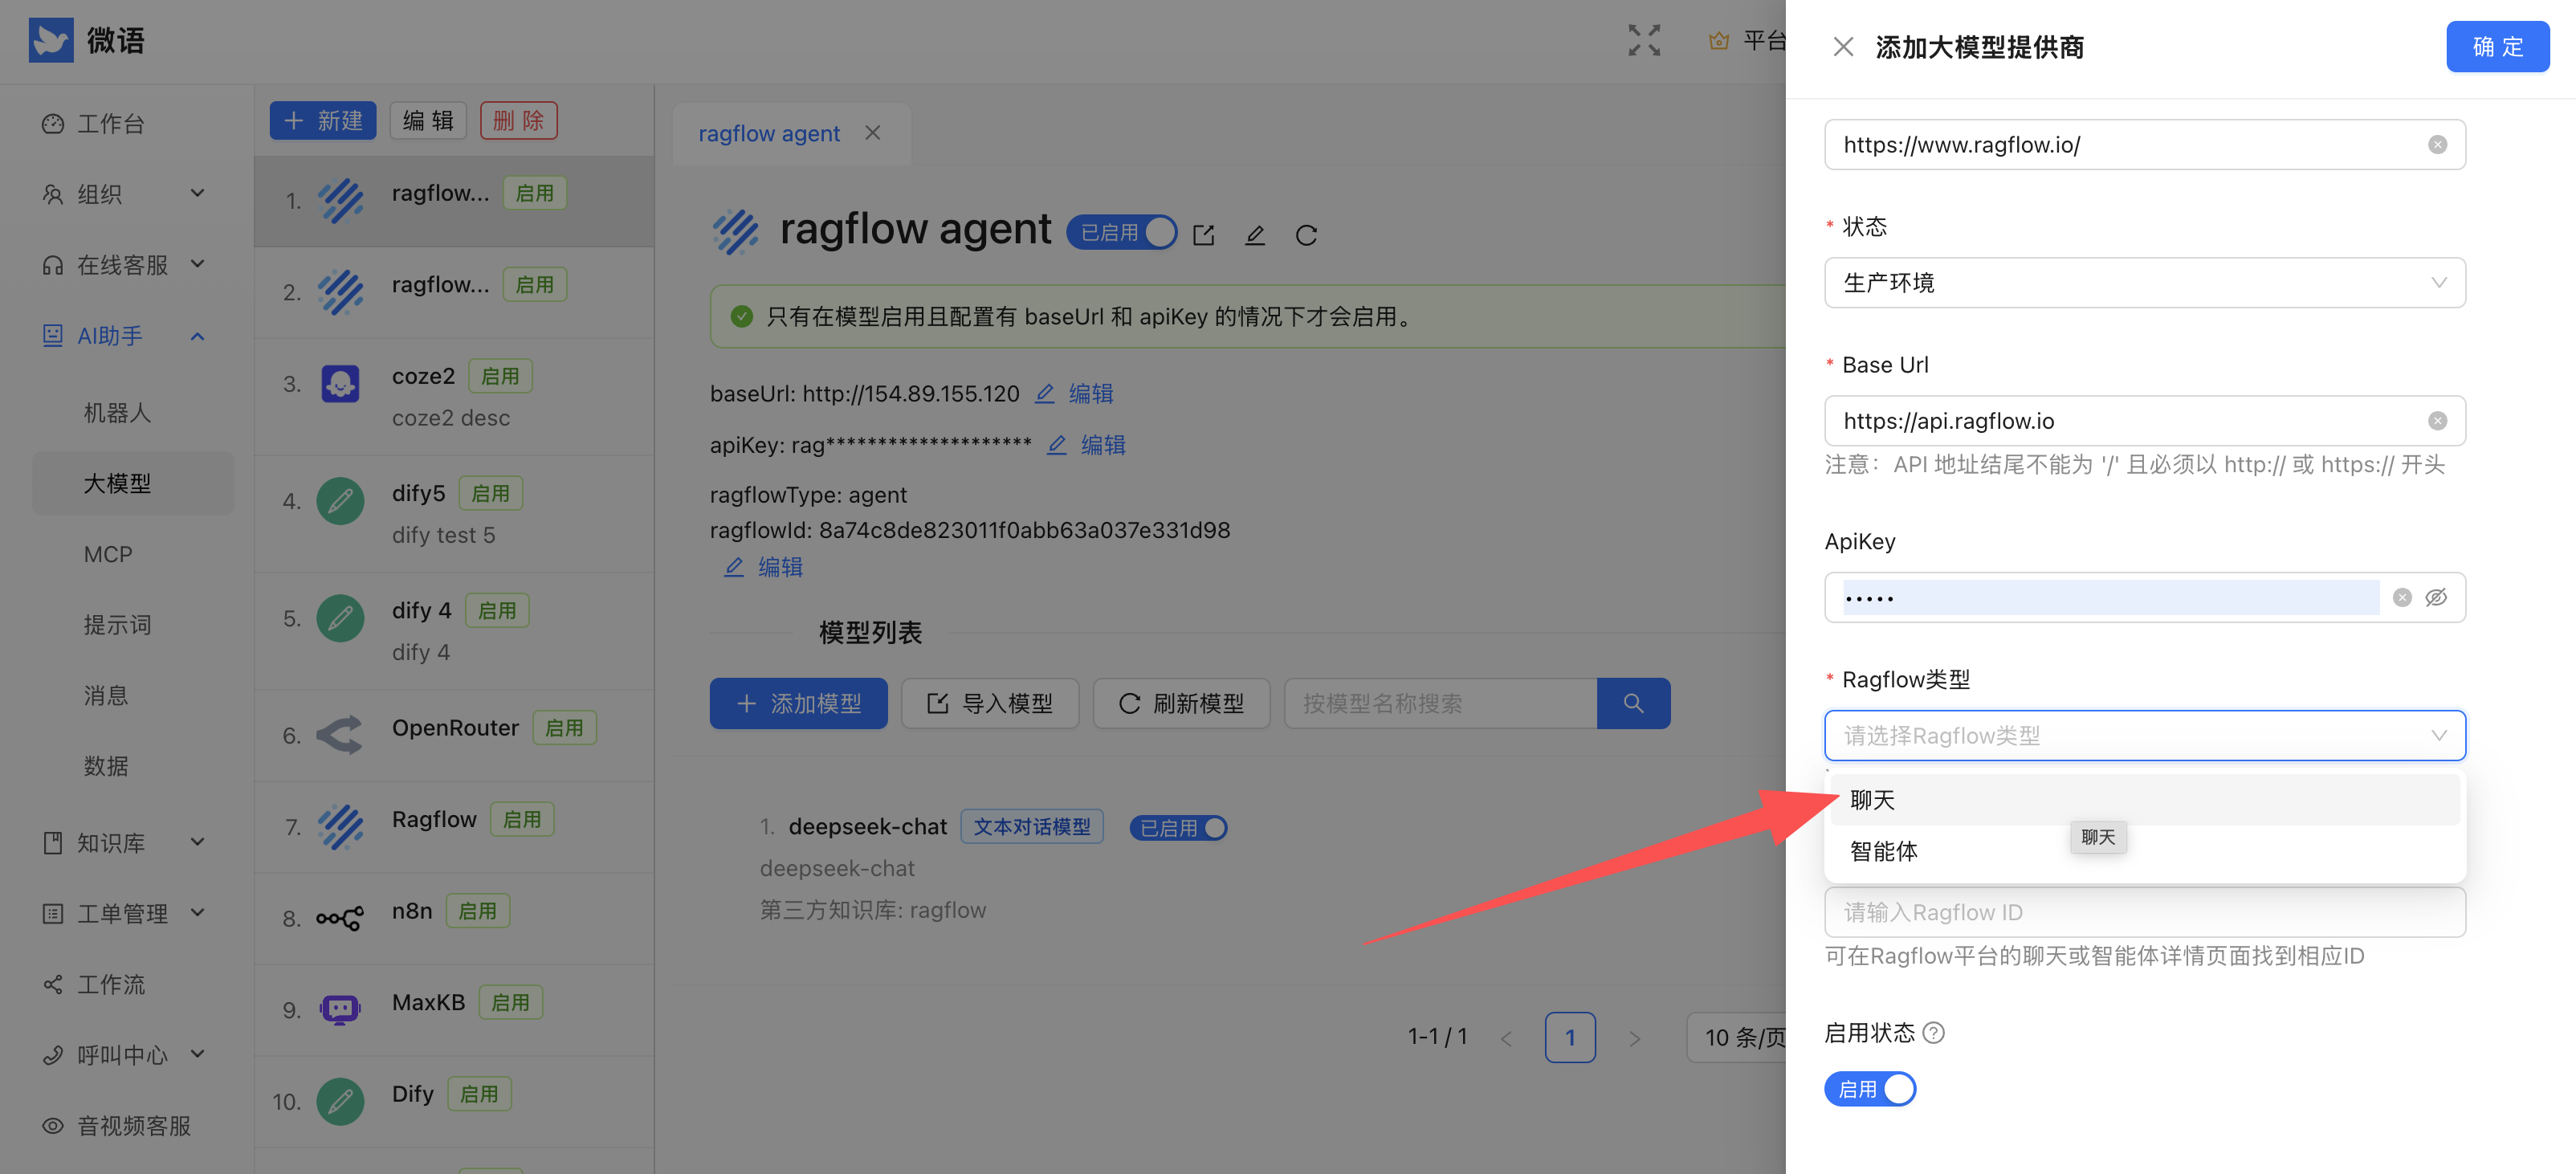 微语
平台
工作台
组织
在线客服
AI助手
机器人
大模型
MCP
提示词
消息
数据
知识库
工单管理
工作流
呼叫中心
音视频客服
新建
编 辑
删 除
1. ragflow... 启用
2. ragflow... 启用
3. coze2 启用
coze2 desc
4. dify5 启用
dify test 5
5. dify 4 启用
dify 4
6. OpenRouter 启用
7. Ragflow 启用
8. n8n 启用
9. MaxKB 启用
10. Dify 启用
ragflow agent
ragflow agent 已启用
只有在模型启用且配置有 baseUrl 和 apiKey 的情况下才会启用。
baseUrl: http://154.89.155.120 编辑
apiKey: rag******************** 编辑
ragflowType: agent
ragflowId: 8a74c8de823011f0abb63a037e331d98
编辑
模型列表
添加模型 导入模型 刷新模型 按模型名称搜索
1. deepseek-chat 文本对话模型 已启用
deepseek-chat
第三方知识库: ragflow
1-1 / 1 < 1 > 10 条/页
添加大模型提供商
确 定
https://www.ragflow.io/
* 状态
生产环境
* Base Url
https://api.ragflow.io
注意：API 地址结尾不能为 '/' 且必须以 http:// 或 https:// 开头
ApiKey
•••••
* Ragflow类型
请选择Ragflow类型
聊天
聊天
智能体
请输入Ragflow ID
可在Ragflow平台的聊天或智能体详情页面找到相应ID
启用状态
启用